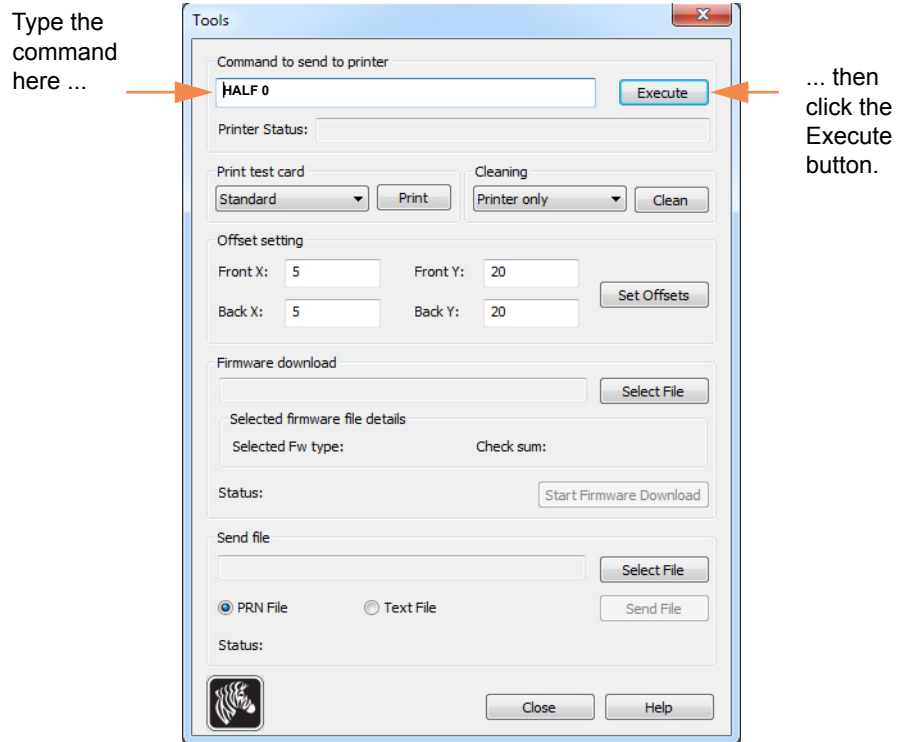 Type the
command
here ...
Tools
Command to send to printer
HALF 0
Execute
Printer Status:
... then
click the
Execute
button.
Print test card
Standard
Print
Cleaning
Printer only
Clean
Offset setting
Front X: 5 Front Y: 20
Set Offsets
Back X: 5 Back Y: 20
Firmware download
Select File
Selected firmware file details
Selected Fw type: Check sum:
Status:
Start Firmware Download
Send file
Select File
PRN File Text File
Send File
Status:
Close
Help